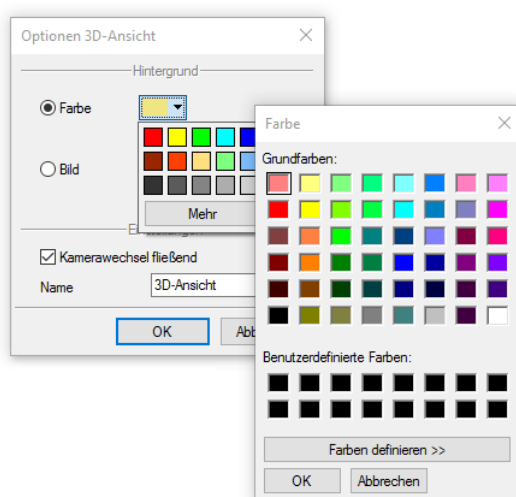 Optionen 3D-Ansicht
Hintergrund
Farbe
Bild
Mehr
Kamerawechsel fließend
Name
3D-Ansicht
OK
Farbe
Grundfarben:
Benutzerdefinierte Farben:
Farben definieren >>
OK
Abbrechen